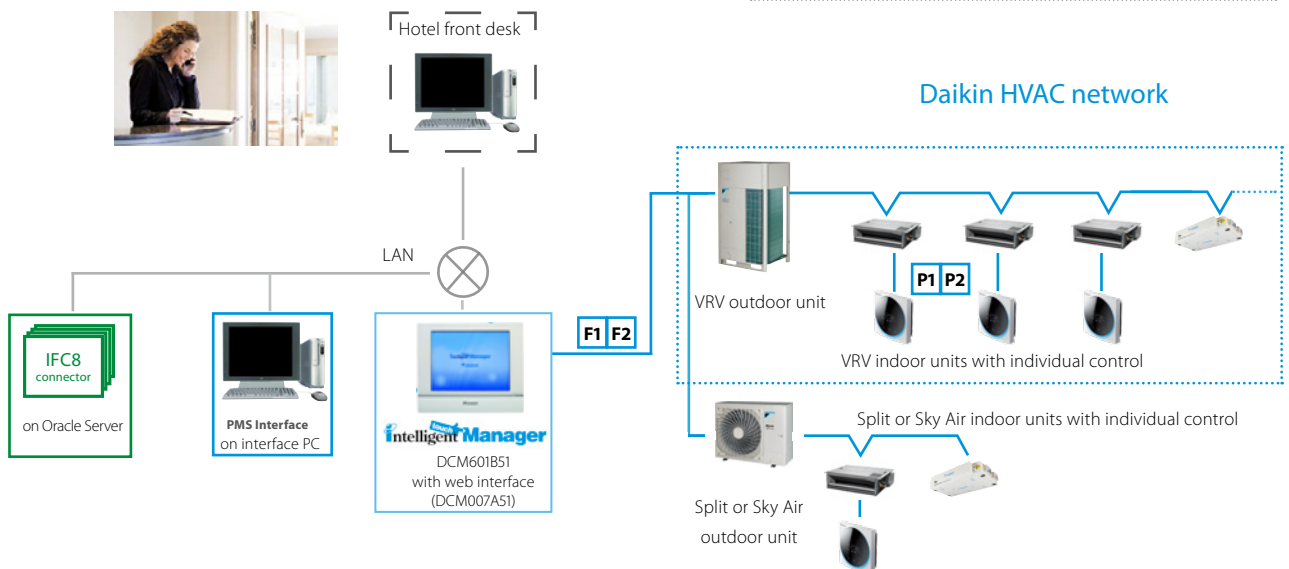 Hotel front desk
Daikin HVAC network
LAN
IFC8
connector
on Oracle Server
PMS Interface
on interface PC
intelligent touch Manager
DCM601B51
with web interface
(DCM007A51)
F1 F2
VRV outdoor unit
P1 P2
VRV indoor units with individual control
Split or Sky Air indoor units with individual control
Split or Sky Air
outdoor unit